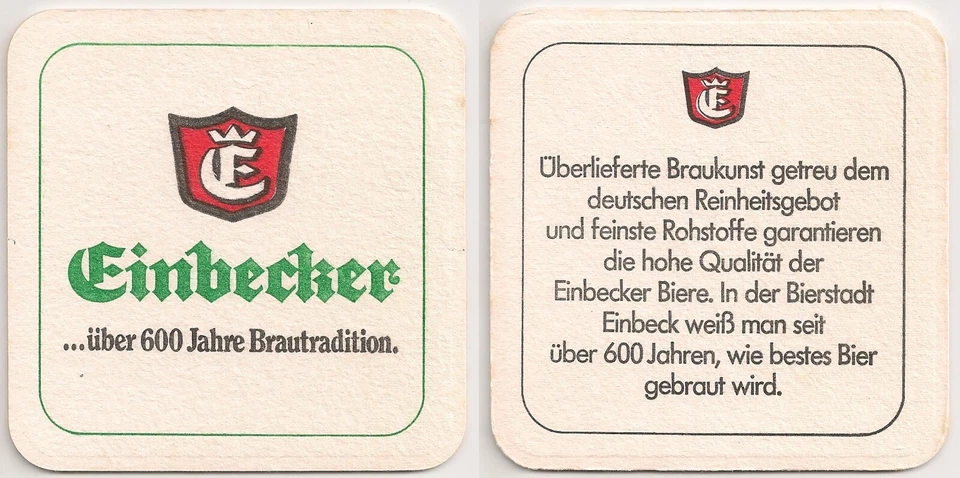 E
Einbecker
...über 600 Jahre Brautradition.
E
Überlieferte Braukunst getreu dem
deutschen Reinheitsgebot
und feinste Rohstoffe garantieren
die hohe Qualität der
Einbecker Biere. In der Bierstadt
Einbeck weiß man seit
über 600 Jahren, wie bestes Bier
gebraut wird.